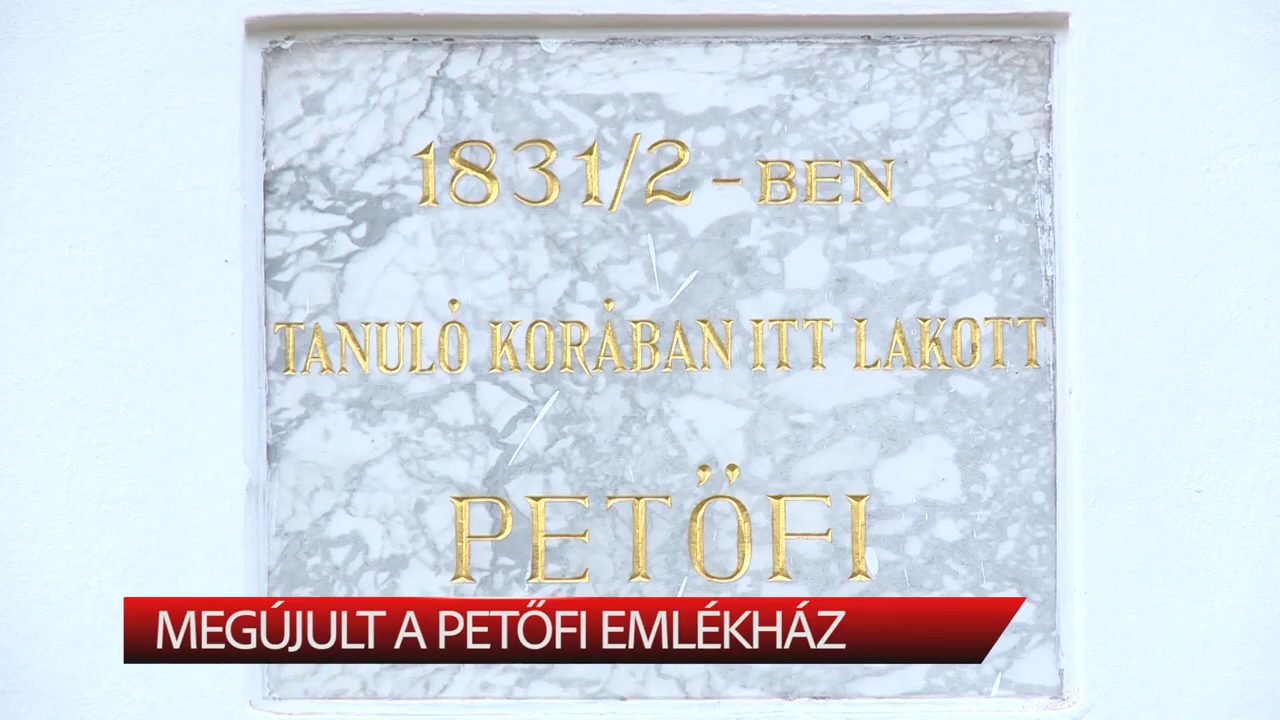 1831/2-BEN
TANULÓ KORÁBAN ITT LAKOTT
PETŐFI
MEGÚJULT A PETŐFI EMLÉKHÁZ